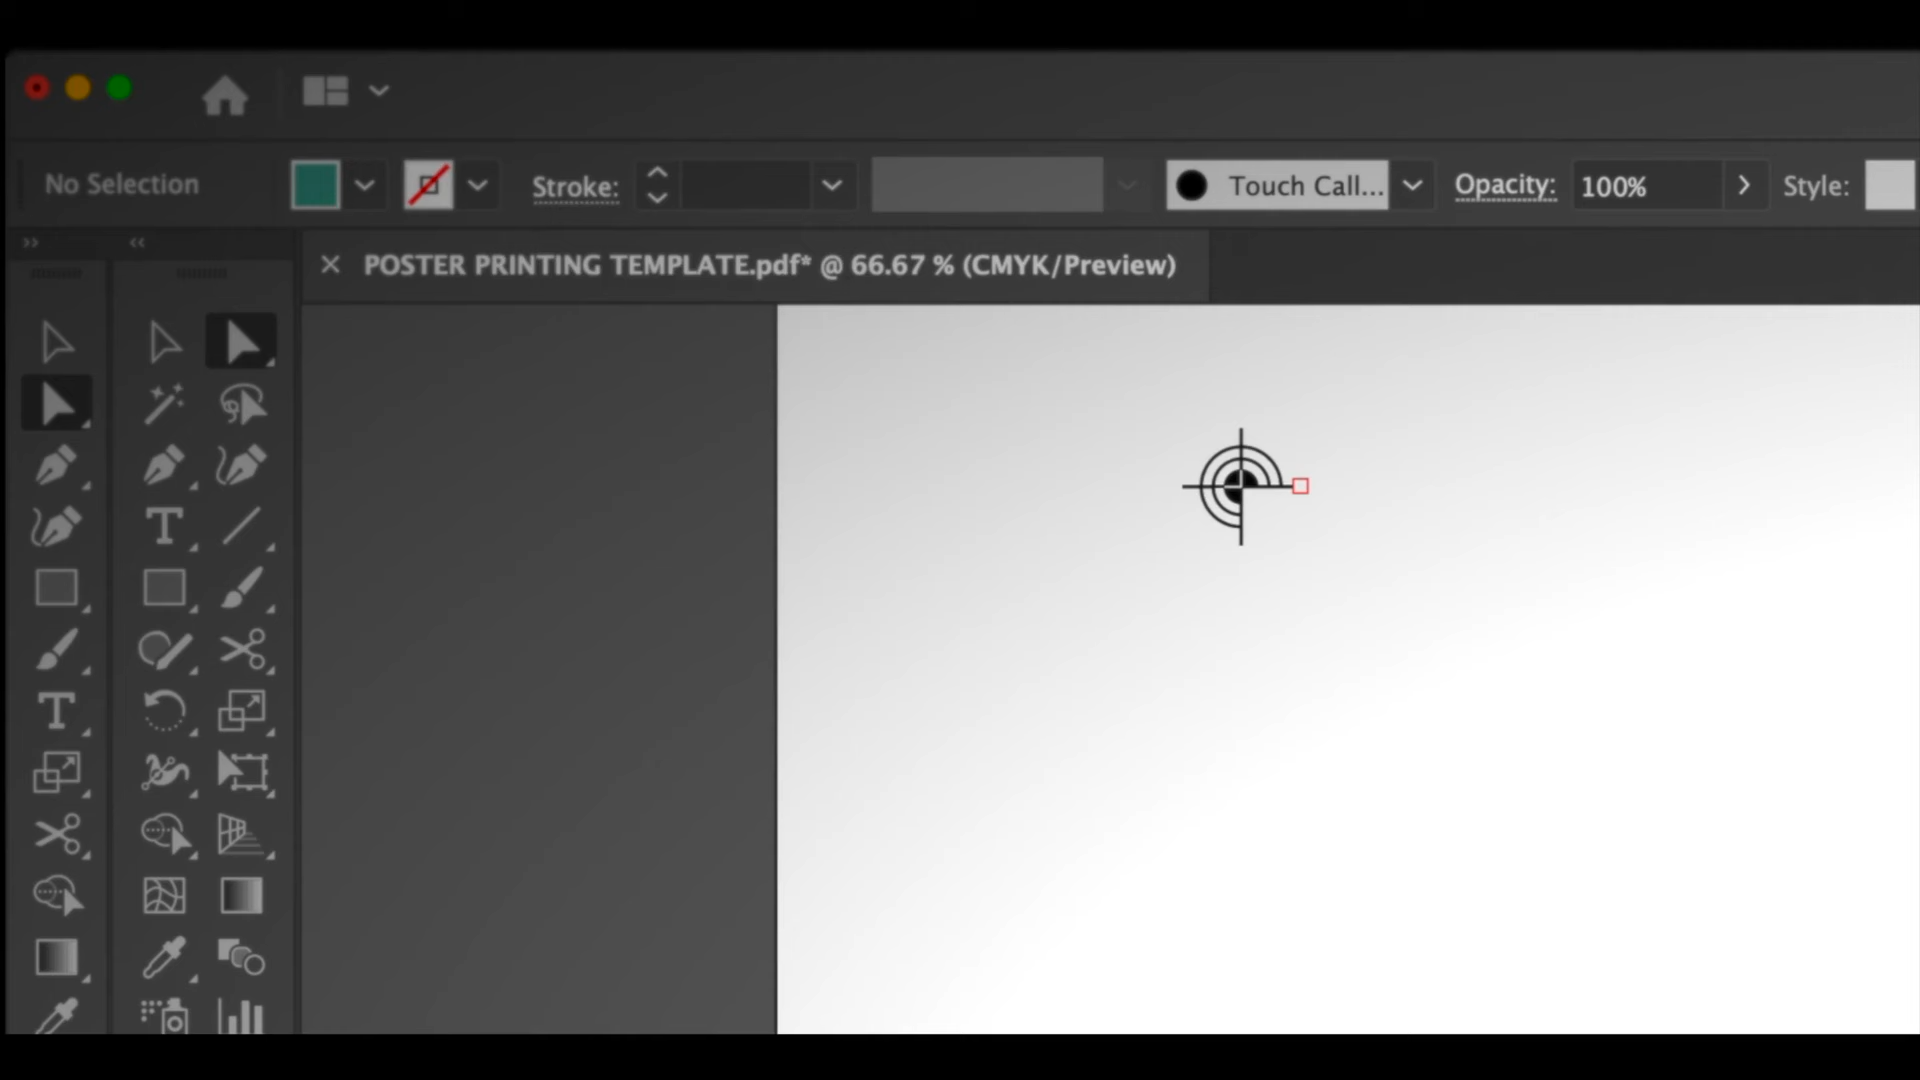 No Selection
Stroke:
Touch Call...
Opacity:
100%
Style:
POSTER PRINTING TEMPLATE.pdf* @ 66.67 % (CMYK/Preview)